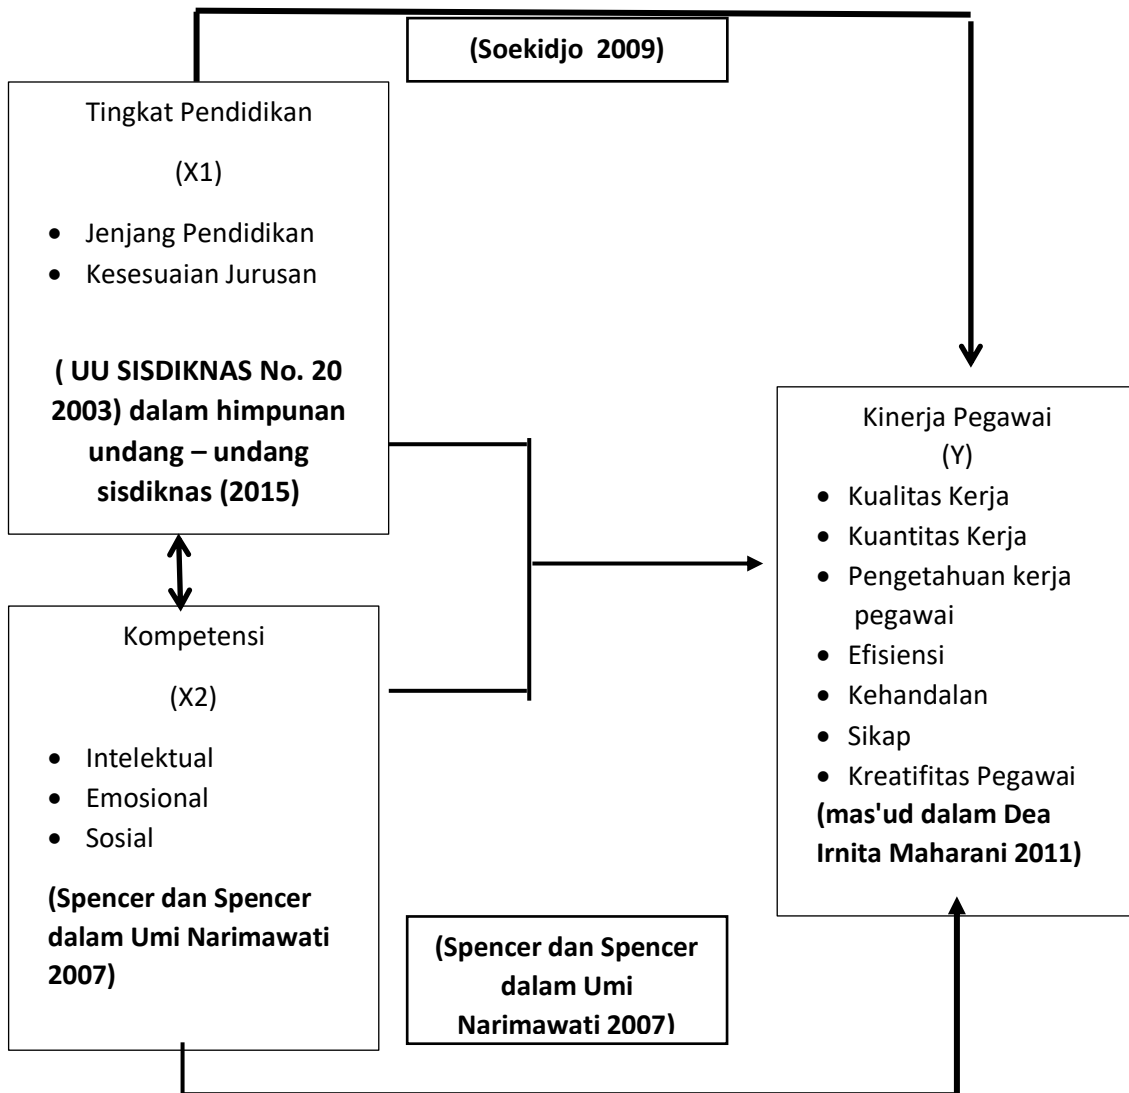 (Soekidjo 2009)
Tingkat Pendidikan
(X1)
• Jenjang Pendidikan
• Kesesuaian Jurusan
( UU SISDIKNAS No. 20
2003) dalam himpunan
undang – undang
sisdiknas (2015)
Kinerja Pegawai
(Y)
• Kualitas Kerja
• Kuantitas Kerja
• Pengetahuan kerja
pegawai
• Efisiensi
• Kehandalan
• Sikap
• Kreatifitas Pegawai
(mas'ud dalam Dea
Irnita Maharani 2011)
Kompetensi
(X2)
• Intelektual
• Emosional
• Sosial
(Spencer dan Spencer
dalam Umi Narimawati
2007)
(Spencer dan Spencer
dalam Umi
Narimawati 2007)